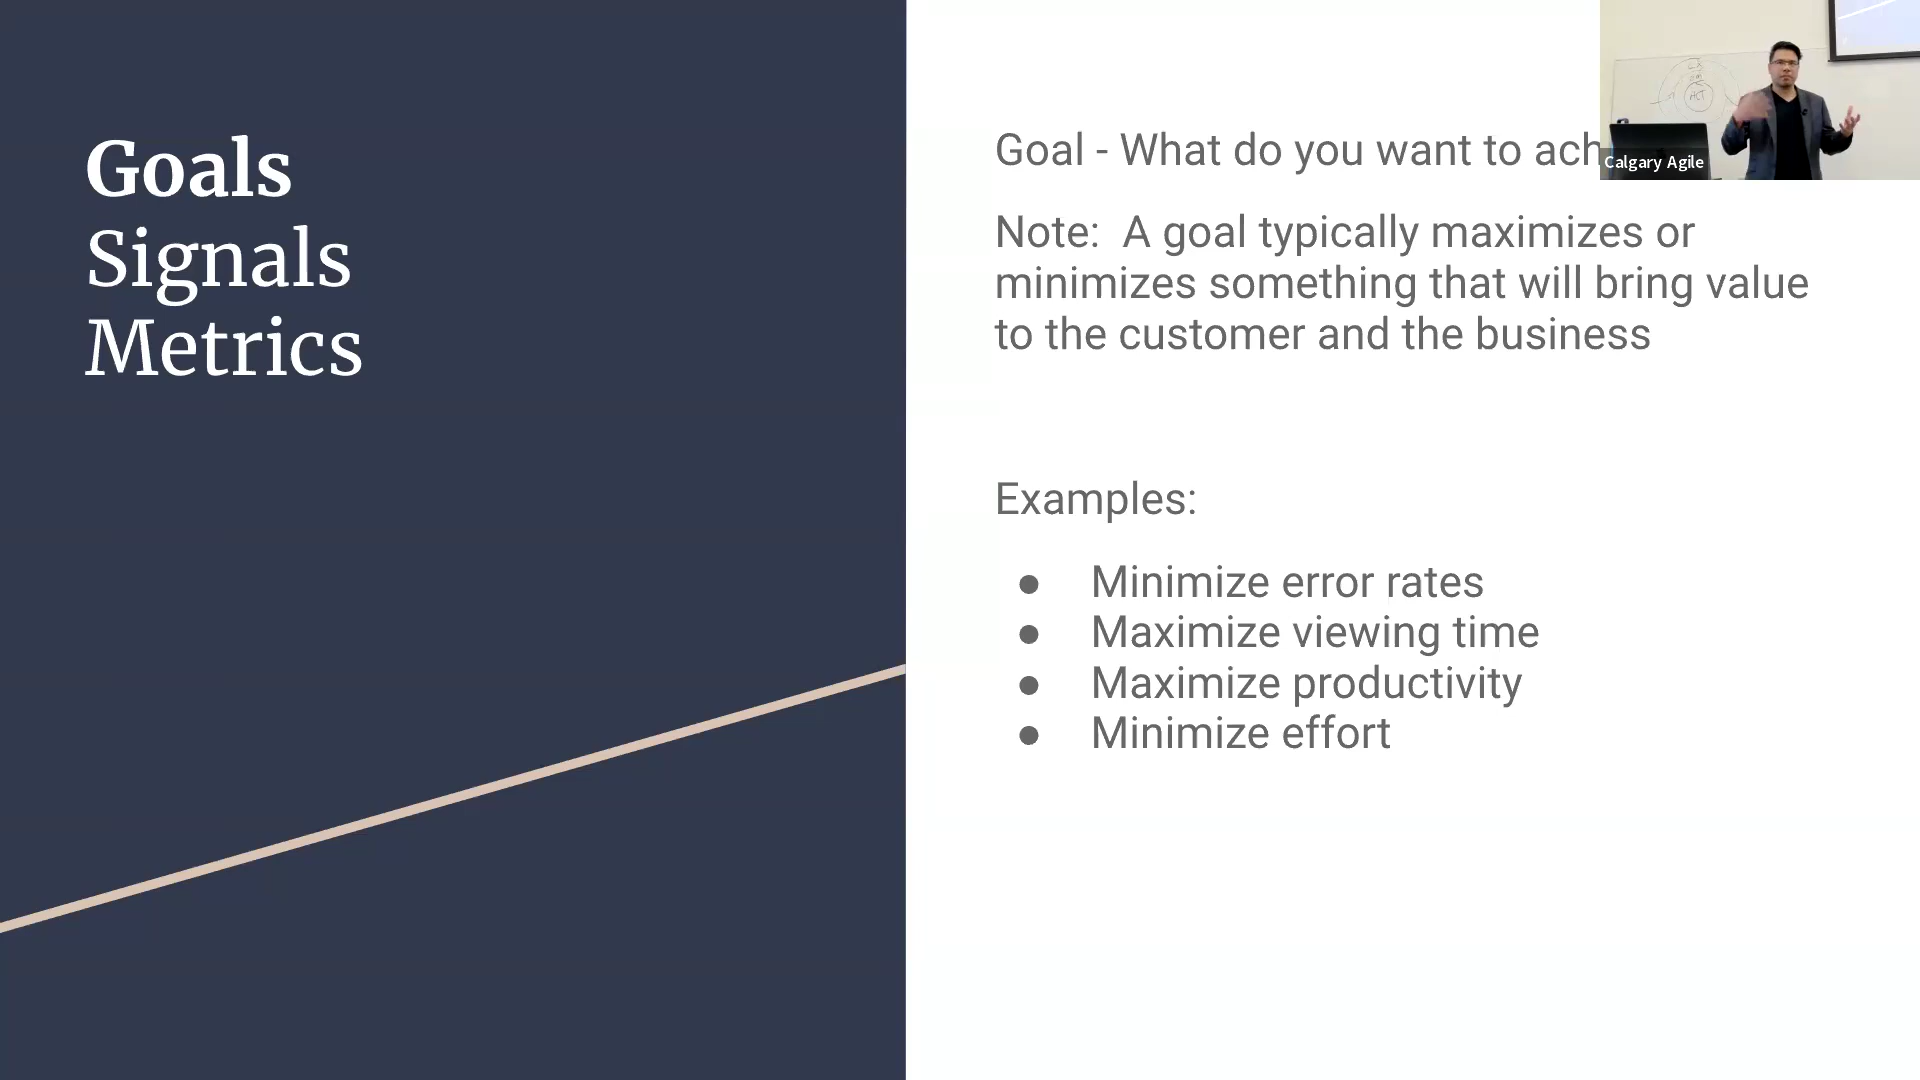 Goals
Signals
Metrics
Goal - What do you want to ach
Calgary Agile
Note:  A goal typically maximizes or
minimizes something that will bring value
to the customer and the business
Examples:
● Minimize error rates
● Maximize viewing time
● Maximize productivity
● Minimize effort